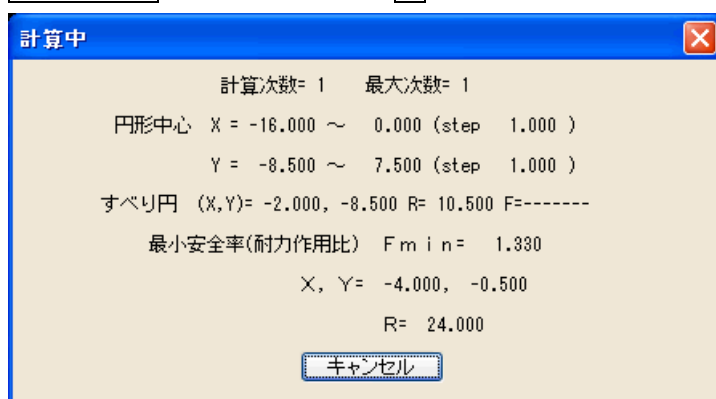 計算中
計算次数= 1 最大次数= 1
円形中心 X = -16.000 ～ 0.000 (step 1.000 )
Y = -8.500 ～ 7.500 (step 1.000 )
すべり円 (X,Y)= -2.000, -8.500 R= 10.500 F=-------
最小安全率(耐力作用比) Ｆｍｉｎ= 1.330
Ｘ，Ｙ= -4.000, -0.500
Ｒ= 24.000
キャンセル